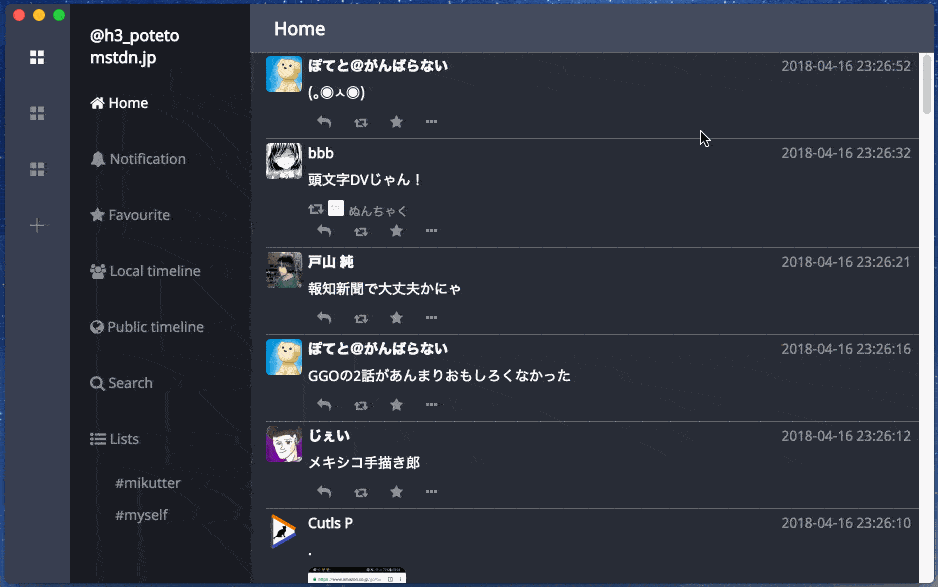 @h3_poteto
mstdn.jp
Home
Notification
Favourite
Local timeline
Public timeline
Search
Lists
#mikutter
#myself
Home
ぽてと@がんばらない 2018-04-16 23:26:52
(｡◉ㅅ◉)
bbb 2018-04-16 23:26:32
頭文字DVじゃん！
ぬんちゃく
戸山 純 2018-04-16 23:26:21
報知新聞で大丈夫かにゃ
ぽてと@がんばらない 2018-04-16 23:26:16
GGOの2話があんまりおもしろくなかった
じぇい 2018-04-16 23:26:12
メキシコ手描き郎
Cutls P 2018-04-16 23:26:10
.